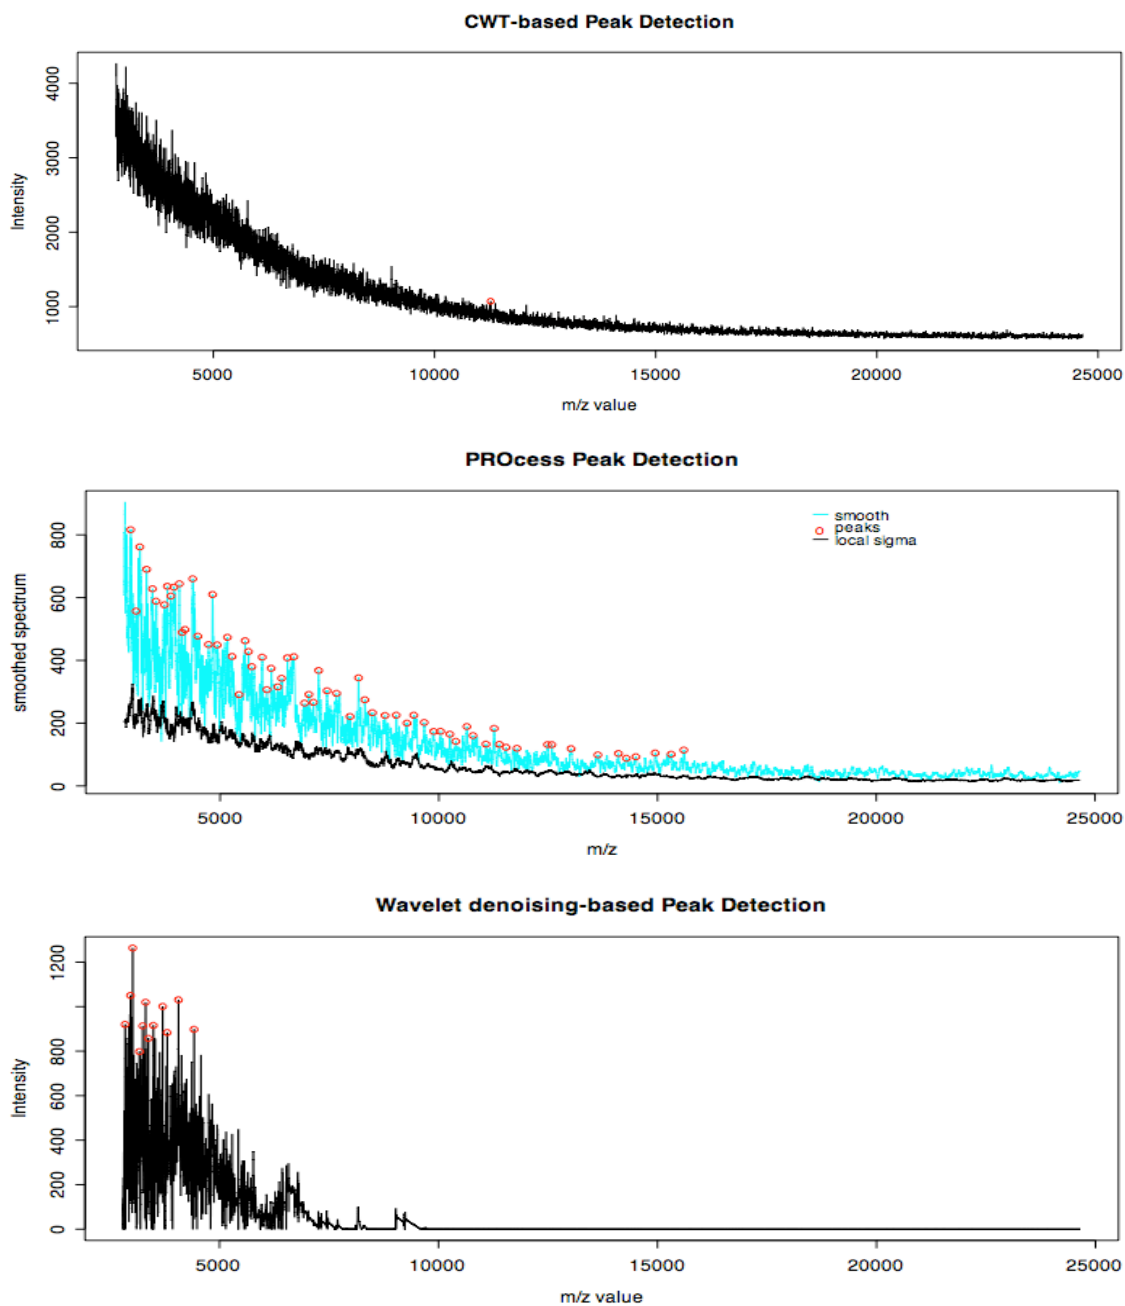 CWT-based Peak Detection
4000
3000
2000
1000
Intensity
5000 10000 15000 20000 25000
m/z value
PROcess Peak Detection
800
600
400
200
0
smoothed spectrum
smooth
peaks
local sigma
5000 10000 15000 20000 25000
m/z
Wavelet denoising-based Peak Detection
1200
800
600
400
200
0
Intensity
5000 10000 15000 20000 25000
m/z value